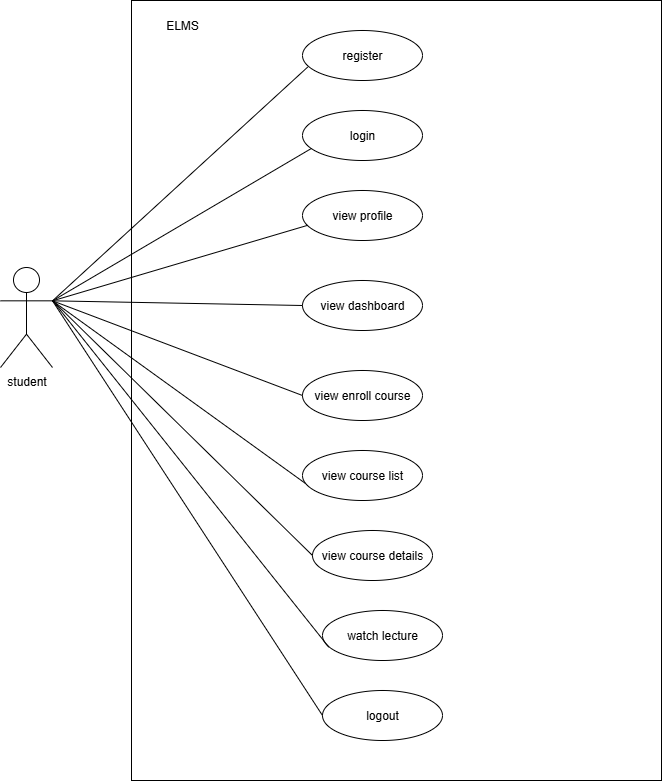 ELMS
register
login
view profile
view dashboard
view enroll course
student
view course list
view course details
watch lecture
logout